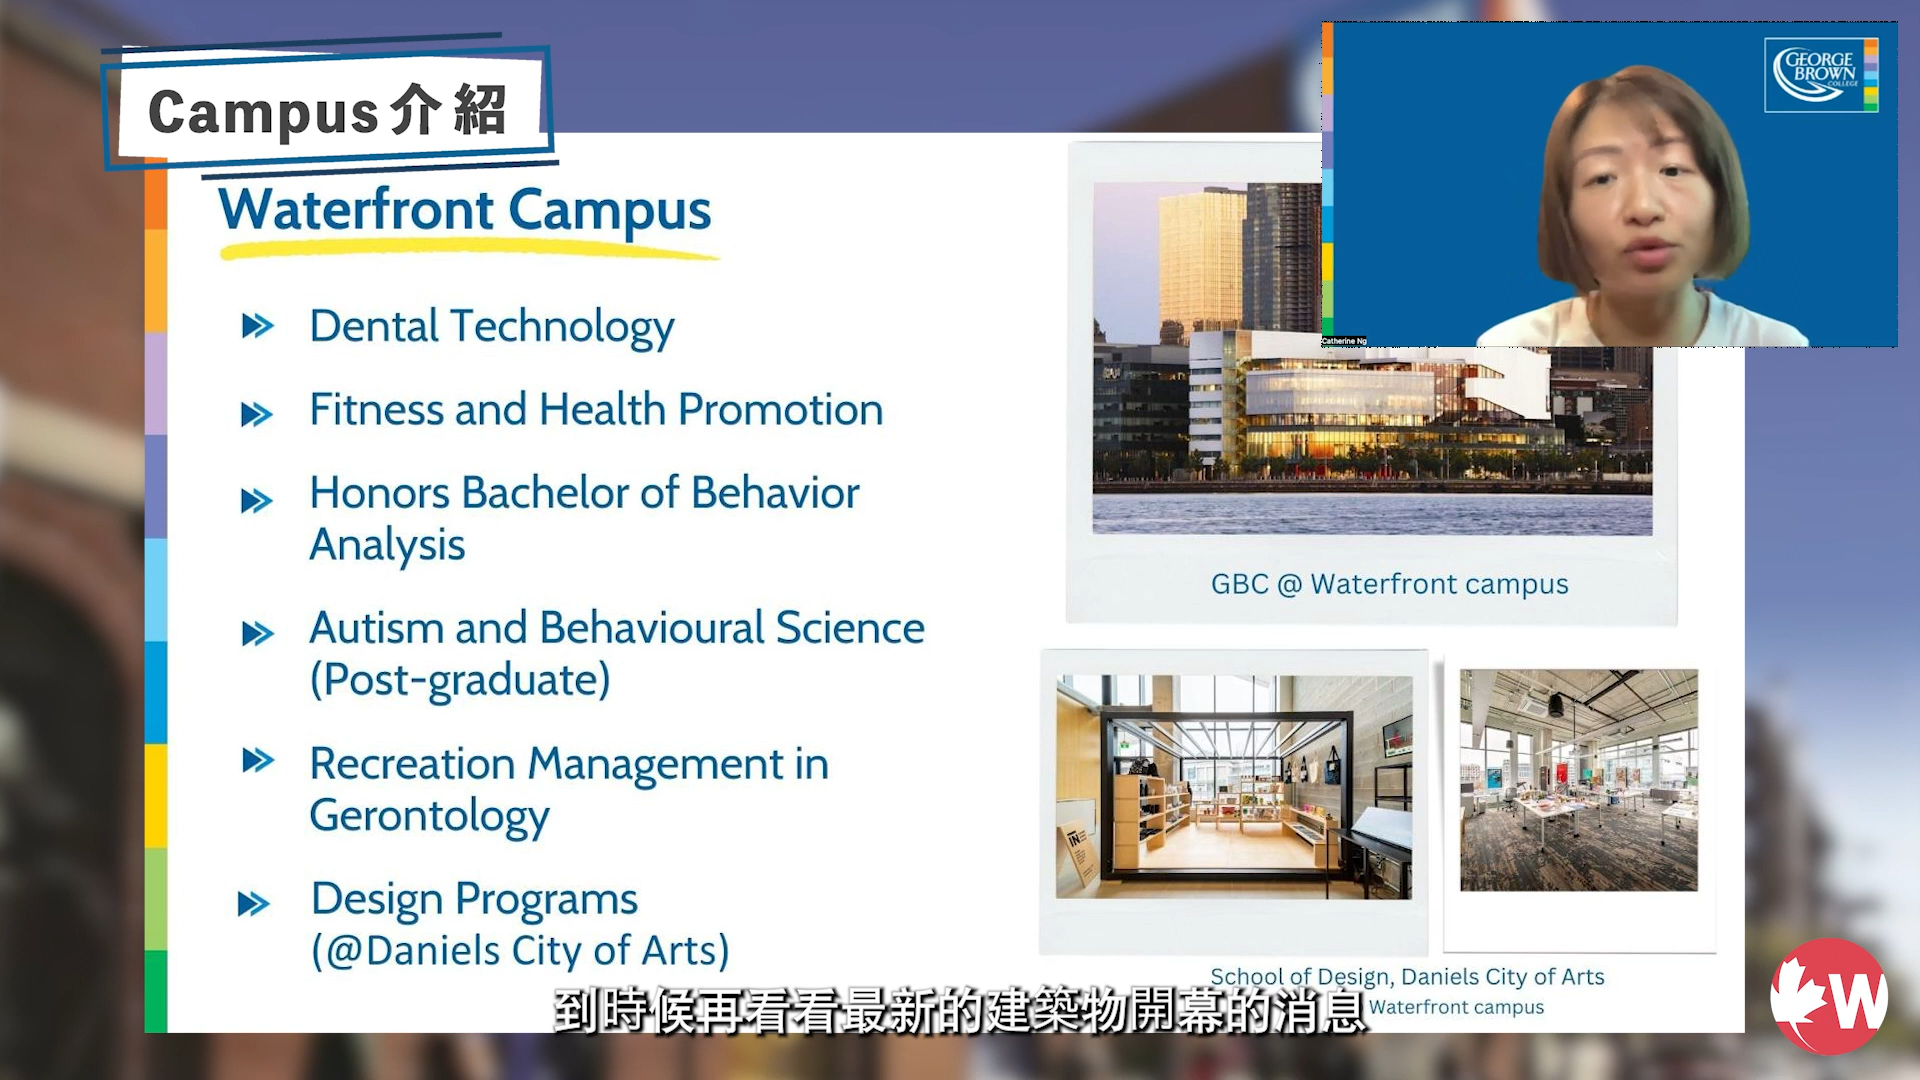 Campus介紹
GEORGE
BROWN
COLLEGE
Catherine Ng
Waterfront Campus
Dental Technology
Fitness and Health Promotion
Honors Bachelor of Behavior
Analysis
Autism and Behavioural Science
(Post-graduate)
Recreation Management in
Gerontology
Design Programs
(@Daniels City of Arts)
GBC @ Waterfront campus
IN
School of Design, Daniels City of Arts
Waterfront campus
到時候再看看最新的建築物開幕的消息
W